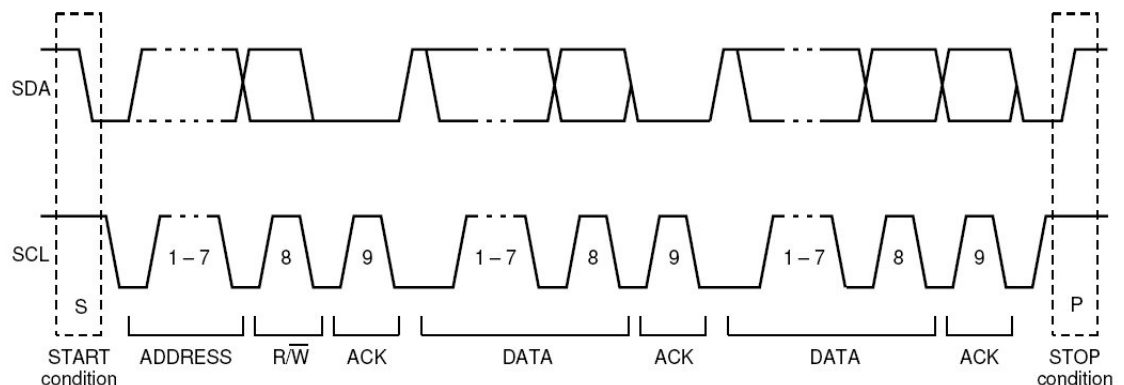 SDA
SCL
1 – 7
8
9
1 – 7
8
9
1 – 7
8
9
S
P
START
condition
ADDRESS
R/W̅
ACK
DATA
ACK
DATA
ACK
STOP
condition